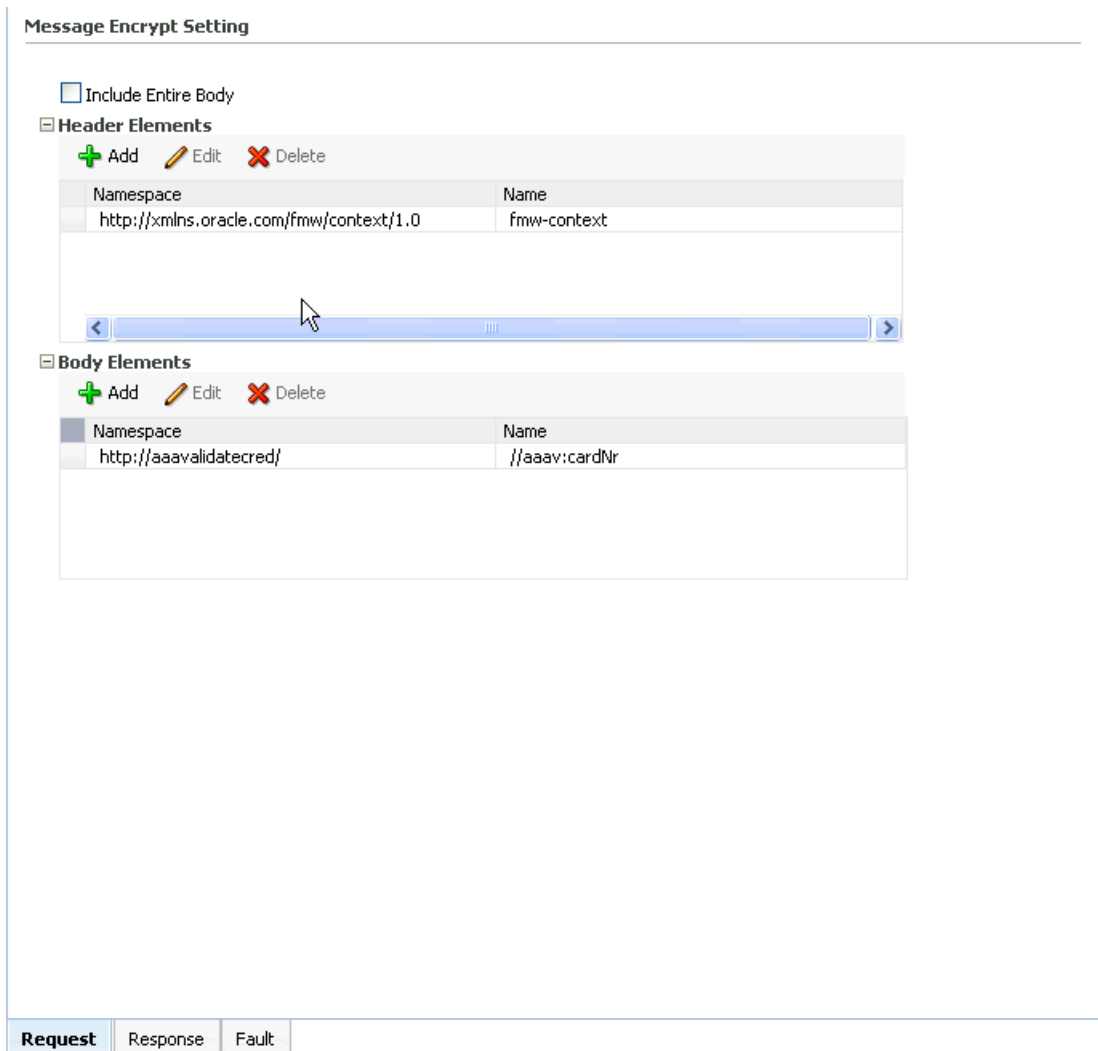 Message Encrypt Setting
Include Entire Body
Header Elements
Add Edit Delete
Namespace Name
http://xmlns.oracle.com/fmw/context/1.0 fmw-context
Body Elements
Add Edit Delete
Namespace Name
http://aaavalidatecred/ //aaav:cardNr
Request Response Fault